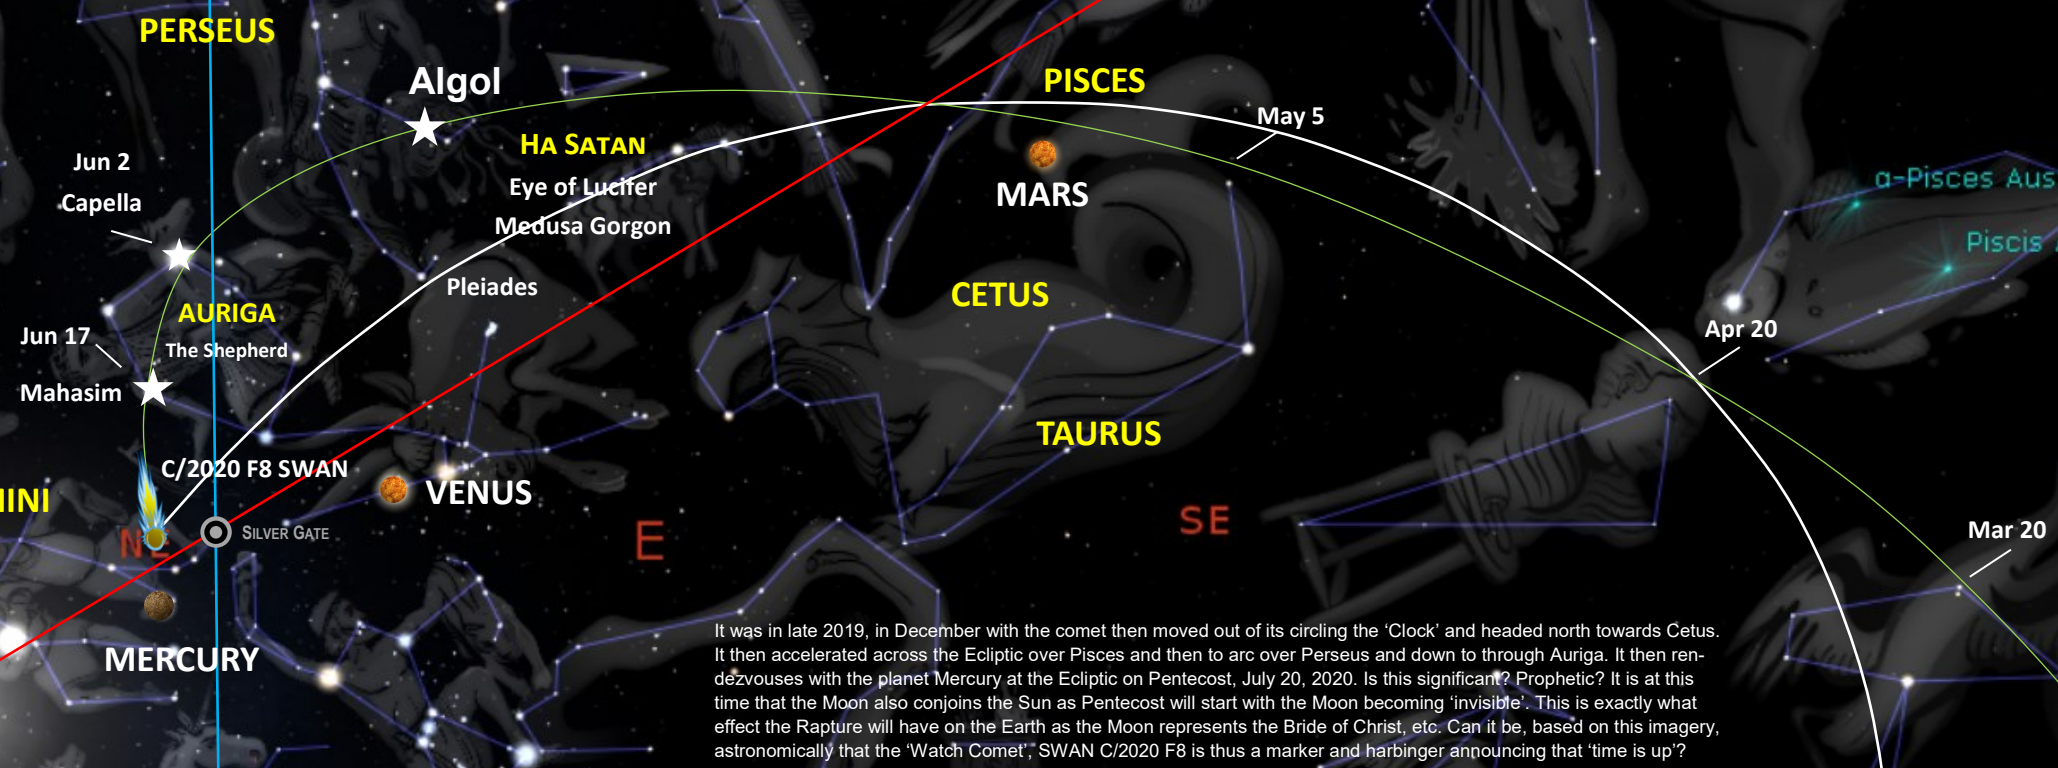 PERSEUS
Algol
PISCES
May 5
HA SATAN
Eye of Lucifer
Medusa Gorgon
Jun 2
Capella
MARS
α-Pisces Aus
Piscis
Pleiades
CETUS
AURIGA
The Shepherd
Jun 17
Mahasim
Apr 20
TAURUS
C/2020 F8 SWAN
VENUS
INI
NE
SILVER GATE
E
SE
Mar 20
MERCURY
It was in late 2019, in December with the comet then moved out of its circling the ‘Clock’ and headed north towards Cetus.
It then accelerated across the Ecliptic over Pisces and then to arc over Perseus and down to through Auriga. It then ren-
dezvouses with the planet Mercury at the Ecliptic on Pentecost, July 20, 2020. Is this significant? Prophetic? It is at this
time that the Moon also conjoins the Sun as Pentecost will start with the Moon becoming ‘invisible’. This is exactly what
effect the Rapture will have on the Earth as the Moon represents the Bride of Christ, etc. Can it be, based on this imagery,
astronomically that the ‘Watch Comet’, SWAN C/2020 F8 is thus a marker and harbinger announcing that ‘time is up’?